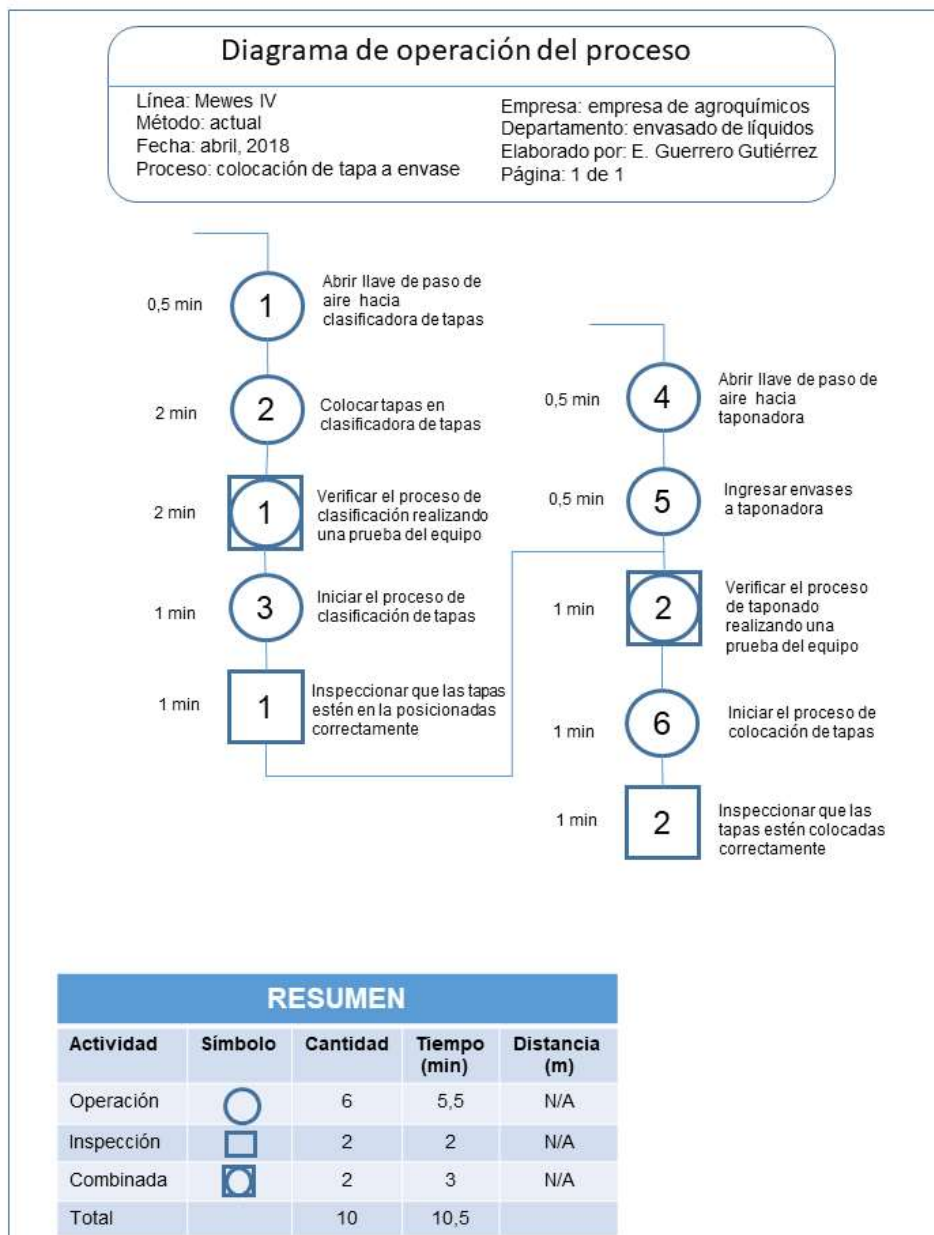 Diagrama de operación del proceso
Línea: Mewes IV
Método: actual
Fecha: abril, 2018
Proceso: colocación de tapa a envase
Empresa: empresa de agroquímicos
Departamento: envasado de líquidos
Elaborado por: E. Guerrero Gutiérrez
Página: 1 de 1
0,5 min
1
Abrir llave de paso de
aire hacia
clasificadora de tapas
2 min
2
Colocar tapas en
clasificadora de tapas
2 min
1
Verificar el proceso de
clasificación realizando
una prueba del equipo
1 min
3
Iniciar el proceso de
clasificación de tapas
1 min
1
Inspeccionar que las tapas
estén en la posicionadas
correctamente
0,5 min
4
Abrir llave de paso de
aire hacia
taponadora
0,5 min
5
Ingresar envases
a taponadora
1 min
2
Verificar el proceso
de taponado
realizando una
prueba del equipo
1 min
6
Iniciar el proceso de
colocación de tapas
1 min
2
Inspeccionar que las
tapas estén colocadas
correctamente
RESUMEN
Actividad Símbolo Cantidad Tiempo (min) Distancia (m)
Operación 6 5,5 N/A
Inspección 2 2 N/A
Combinada 2 3 N/A
Total 10 10,5